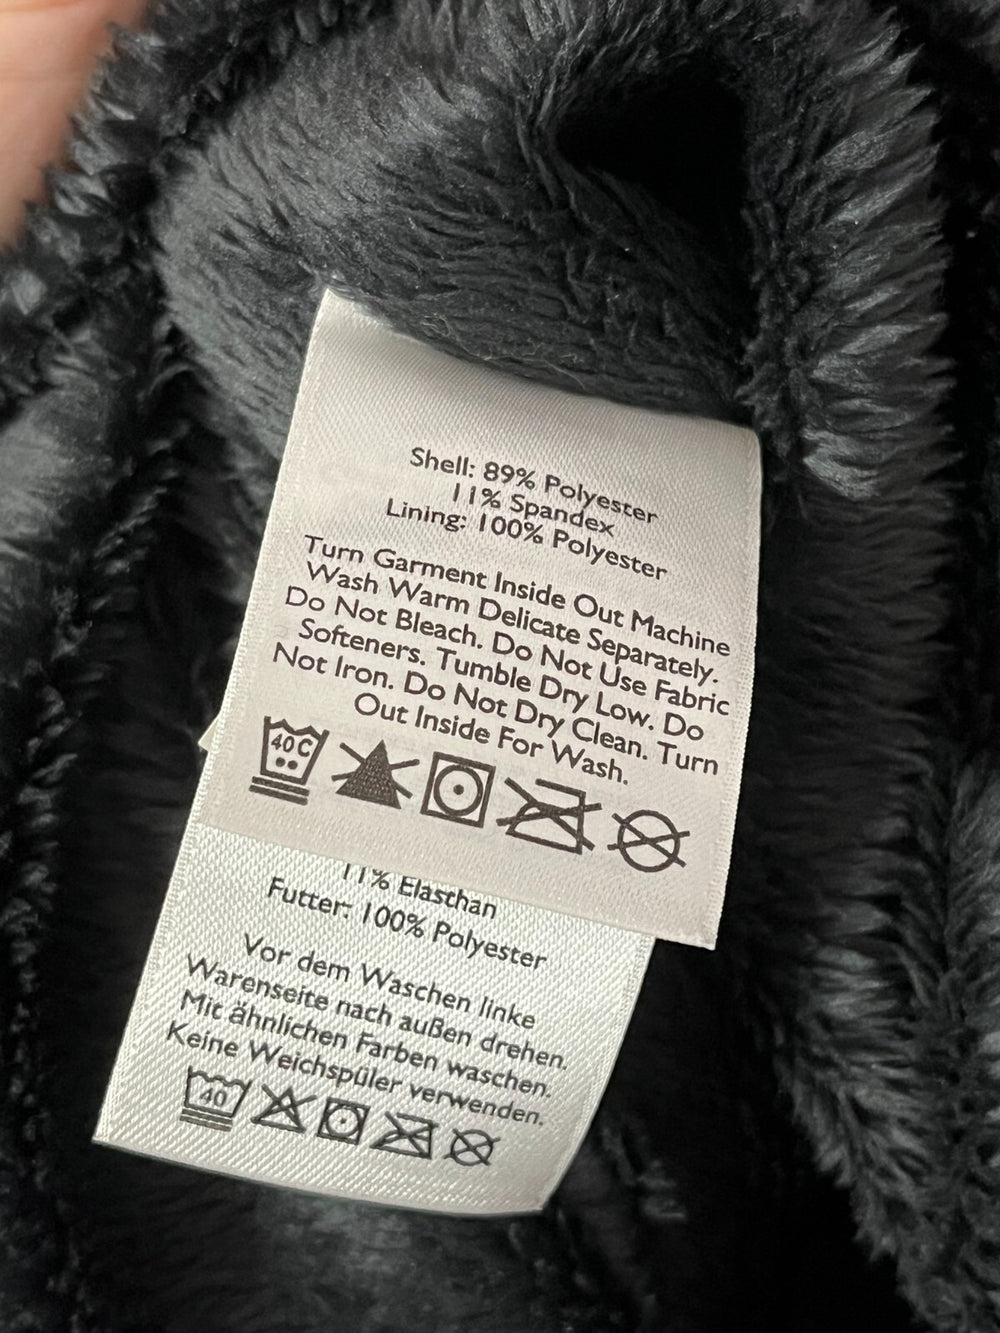 Shell: 89% Polyester
11% Spandex
Lining: 100% Polyester
Turn Garment Inside Out Machine
Wash Warm Delicate Separately.
Do Not Bleach. Do Not Use Fabric
Softeners. Tumble Dry Low. Do
Not Iron. Do Not Dry Clean. Turn
Out Inside For Wash.
40C
11% Elasthan
Futter: 100% Polyester
Vor dem Waschen linke
Warenseite nach außen drehen.
Mit ähnlichen Farben waschen.
Keine Weichspüler verwenden.
40